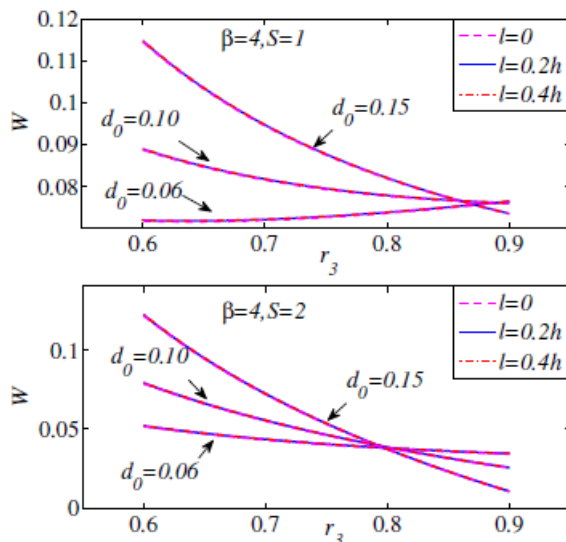 0.12
β=4,S=1
l=0
0.11
l=0.2h
d0=0.15
l=0.4h
0.1
d0=0.10
W
0.09
0.08
d0=0.06
0.6
0.7
0.8
0.9
r3
β=4,S=2
l=0
0.1
l=0.2h
d0=0.10
l=0.4h
d0=0.15
W
0.05
d0=0.06
0
0.6
0.7
0.8
0.9
r3